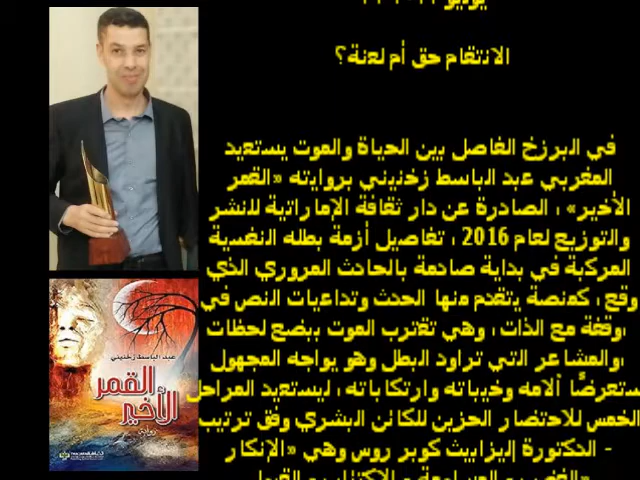 الانتقام حق أم لعنة؟
في البرزخ الفاصل بين الحياة والموت يستعيد
المغربي عبد الباسط زخنيني بروايته «القمر
الأخير» ، الصادرة عن دار ثقافة الإماراتية للنشر
والتوزيع لعام 2016 ، تفاصيل أزمة بطله النفسية
المركبة في بداية صادمة بالحادث المروري الذي
وقع ، كمنصة يتقدم منها الحدث وتداعيات النص في
،وقفة مع الذات ، وهي تقترب الموت ببضع لحظات
،والمشاعر التي تراود البطل وهو يواجه المجهول
ستعرضًا آلامه وخيباته وارتكاباته ، ليستعيد المراحل
الخمس للاحتضار الحزين للكائن البشري وفق ترتيب
- الدكتورة إليزابيث كوبر روس وهي «الإنكار
عبد الباسط زخنيني
القمر
الأخير
رواية